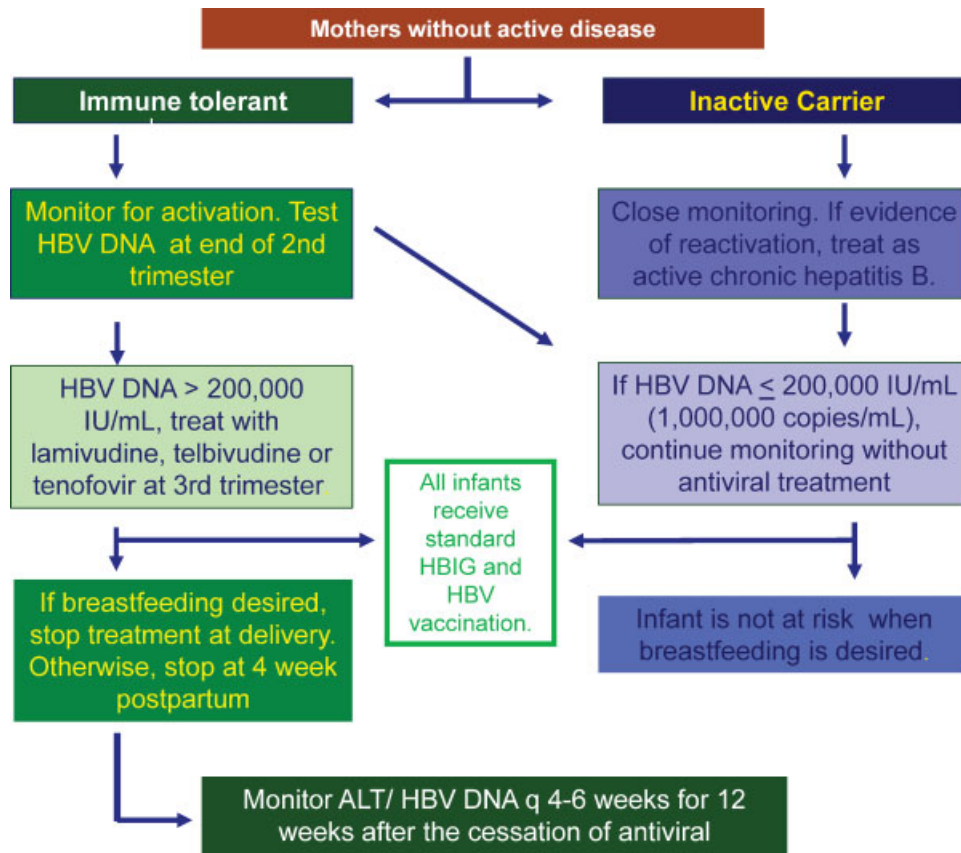 Mothers without active disease
Immune tolerant
Inactive Carrier
Monitor for activation. Test
HBV DNA at end of 2nd
trimester
Close monitoring. If evidence
of reactivation, treat as
active chronic hepatitis B.
HBV DNA > 200,000
IU/mL, treat with
lamivudine, telbivudine or
tenofovir at 3rd trimester.
If HBV DNA ≤ 200,000 IU/mL
(1,000,000 copies/mL),
continue monitoring without
antiviral treatment
All infants
receive
standard
HBIG and
HBV
vaccination.
If breastfeeding desired,
stop treatment at delivery.
Otherwise, stop at 4 week
postpartum
Infant is not at risk when
breastfeeding is desired.
Monitor ALT/ HBV DNA q 4-6 weeks for 12
weeks after the cessation of antiviral